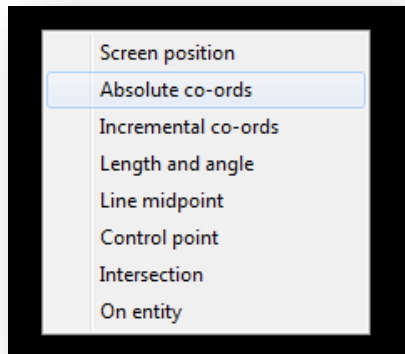 Screen position
Absolute co-ords
Incremental co-ords
Length and angle
Line midpoint
Control point
Intersection
On entity